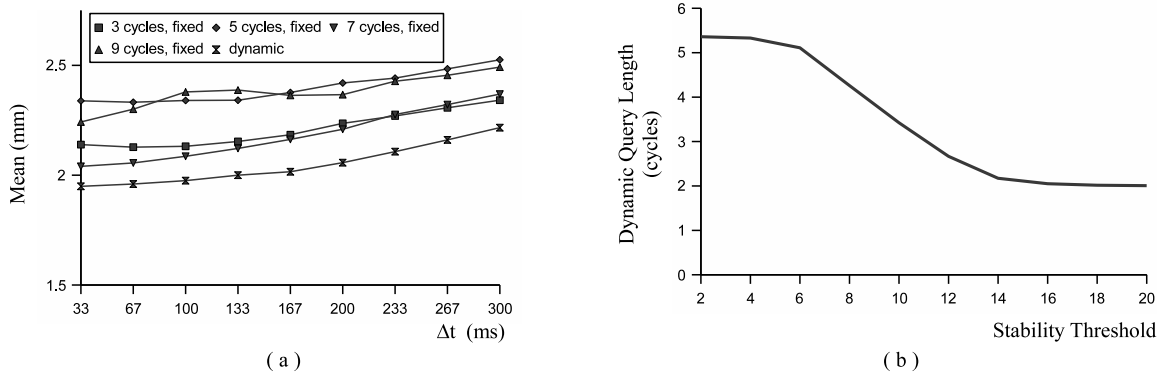 3 cycles, fixed 5 cycles, fixed 7 cycles, fixed
9 cycles, fixed dynamic
2.5
2
1.5
Mean (mm)
33 67 100 133 167 200 233 267 300
Δt (ms)
( a )
6
5
4
3
2
1
0
Dynamic Query Length
(cycles)
2 4 6 8 10 12 14 16 18 20
Stability Threshold
( b )